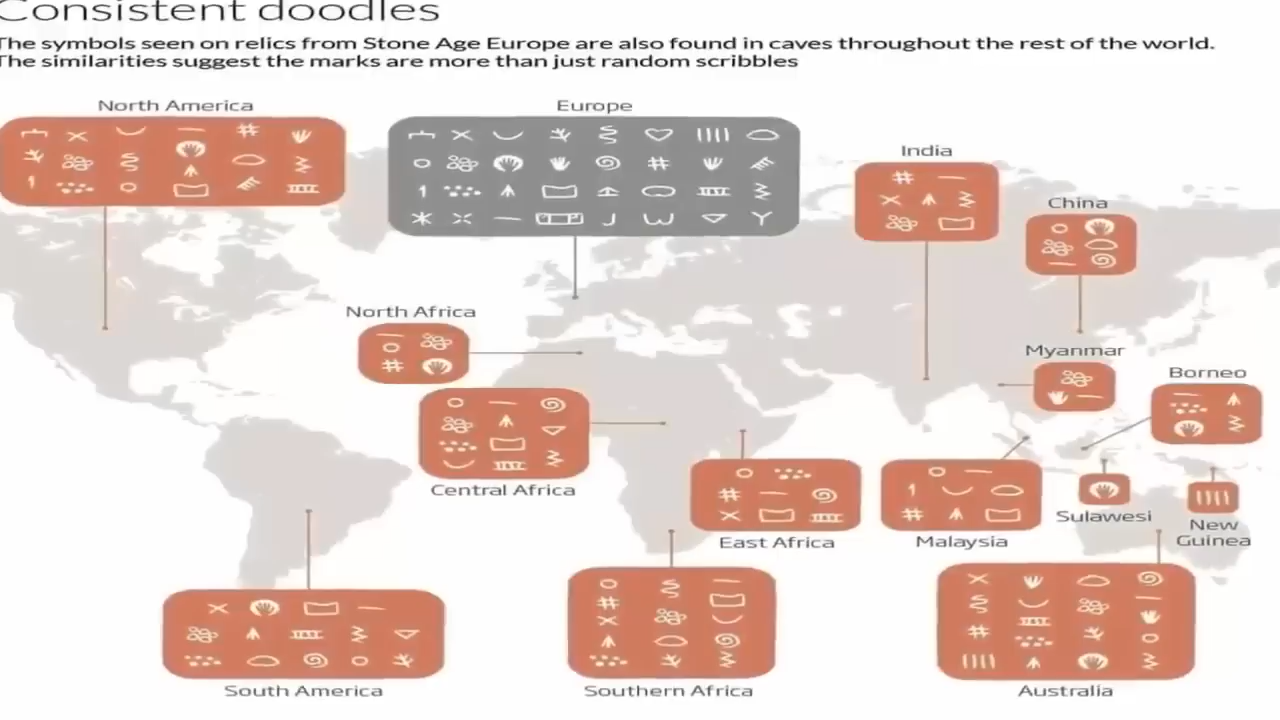 Consistent doodles
The symbols seen on relics from Stone Age Europe are also found in caves throughout the rest of the world.
The similarities suggest the marks are more than just random scribbles
North America
Europe
India
China
North Africa
Myanmar
Borneo
Central Africa
East Africa
Malaysia
Sulawesi
New
Guinea
South America
Southern Africa
Australia